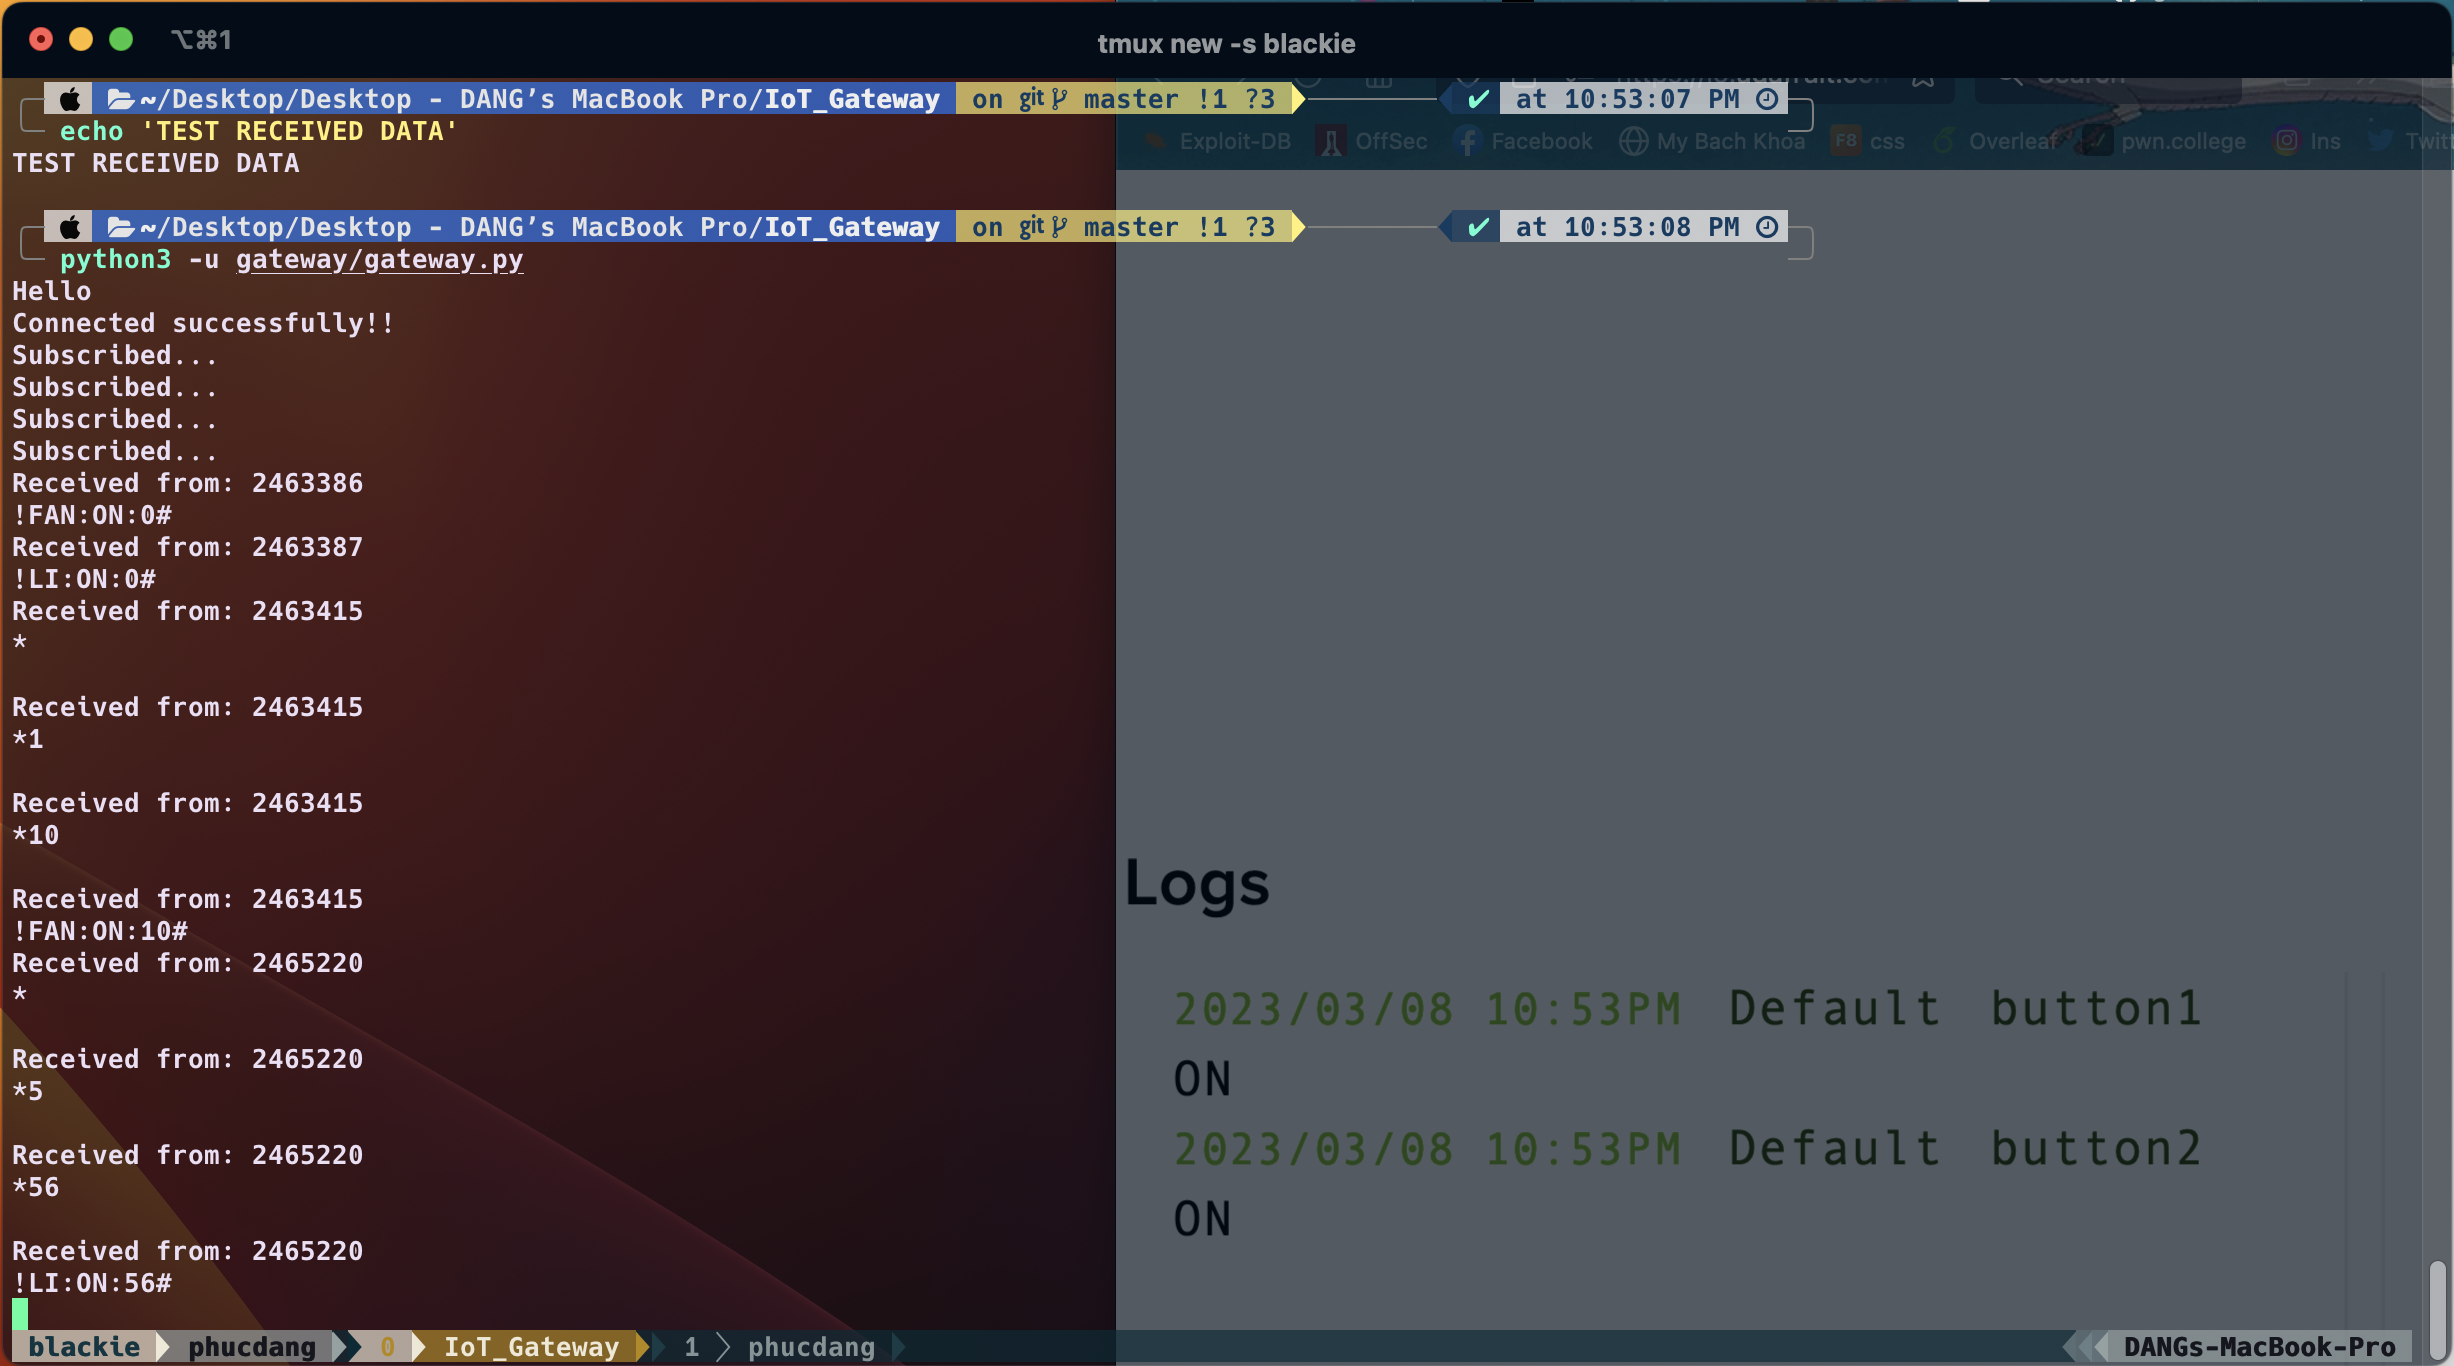 ⌥⌘1
tmux new -s blackie
~/Desktop/Desktop - DANG’s MacBook Pro/IoT_Gateway on git master !1 ?3 ✔ at 10:53:07 PM
echo 'TEST RECEIVED DATA'
TEST RECEIVED DATA
~/Desktop/Desktop - DANG’s MacBook Pro/IoT_Gateway on git master !1 ?3 ✔ at 10:53:08 PM
python3 -u gateway/gateway.py
Hello
Connected successfully!!
Subscribed...
Subscribed...
Subscribed...
Subscribed...
Received from: 2463386
!FAN:ON:0#
Received from: 2463387
!LI:ON:0#
Received from: 2463415
*
Received from: 2463415
*1
Received from: 2463415
*10
Received from: 2463415
!FAN:ON:10#
Received from: 2465220
*
Received from: 2465220
*5
Received from: 2465220
*56
Received from: 2465220
!LI:ON:56#
blackie phucdang 0 IoT_Gateway 1 phucdang DANGs-MacBook-Pro
Search
Exploit-DB OffSec Facebook My Bach Khoa F8 css Overleaf pwn.college Ins
Logs
2023/03/08 10:53PM Default button1
ON
2023/03/08 10:53PM Default button2
ON